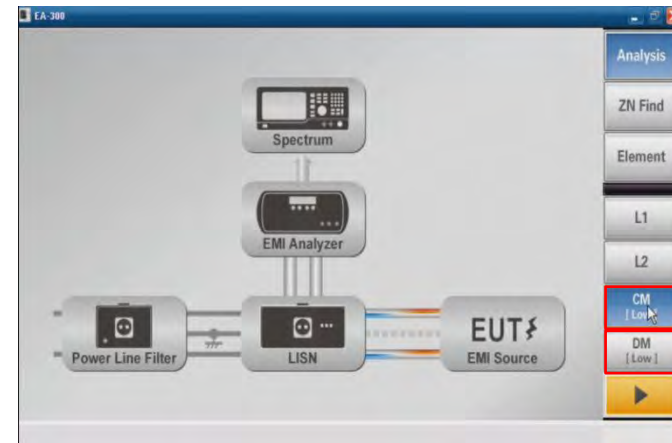 EA-300
Analysis
ZN Find
Spectrum
Element
EMI Analyzer
L1
L2
CM
[ Low ]
Power Line Filter
LISN
EUT
EMI Source
DM
[ Low ]